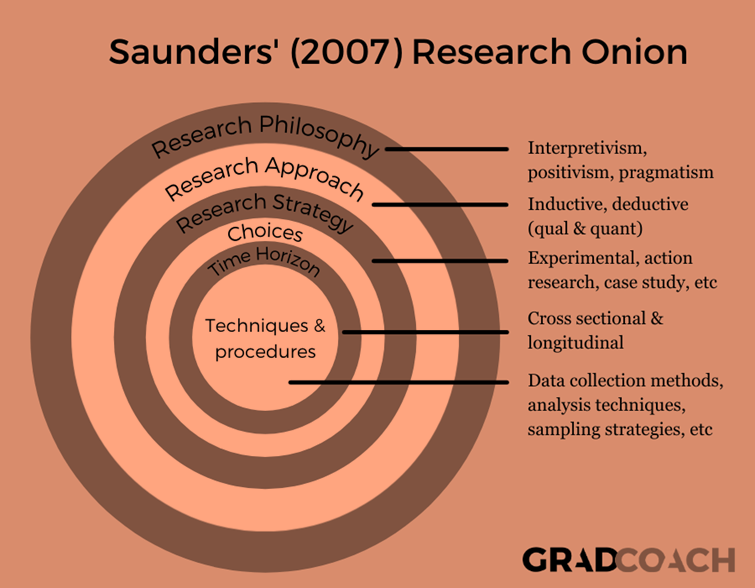 Saunders' (2007) Research Onion
Research Philosophy
Research Approach
Research Strategy
Choices
Time Horizon
Techniques &
procedures
Interpretivism,
positivism, pragmatism
Inductive, deductive
(qual & quant)
Experimental, action
research, case study, etc
Cross sectional &
longitudinal
Data collection methods,
analysis techniques,
sampling strategies, etc
GRADCOACH